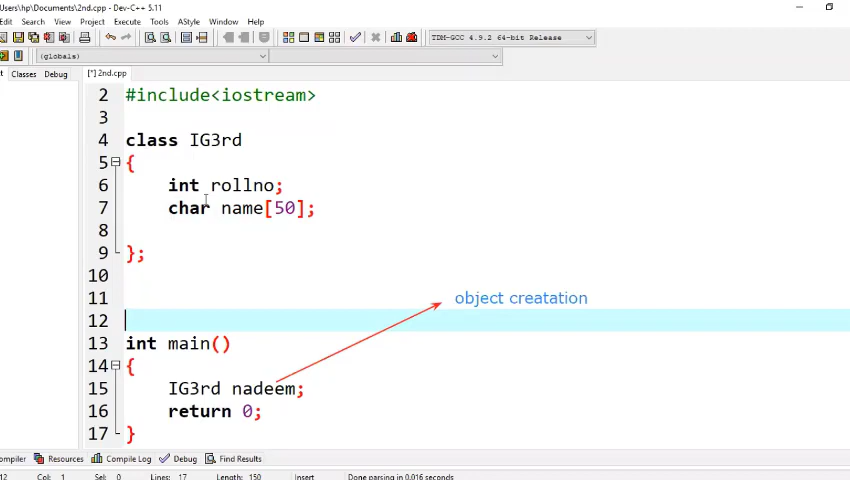 Users/hp\Documents\2nd.cpp - Dev-C++ 5.11
Edit Search View Project Execute Tools AStyle Window Help
TDM-GCC 4.9.2 64-bit Release
(globals)
Classes Debug [*] 2nd.cpp
2 #include<iostream>
3
4 class IG3rd
5 {
6 int rollno;
7 char name[50];
8
9 };
10
11 object creatation
12
13 int main()
14 {
15 IG3rd nadeem;
16 return 0;
17 }
ompiler Resources Compile Log Debug Find Results
12 Col: 1 Sel: 0 Lines: 17 Length: 150 Insert Done parsing in 0.016 seconds